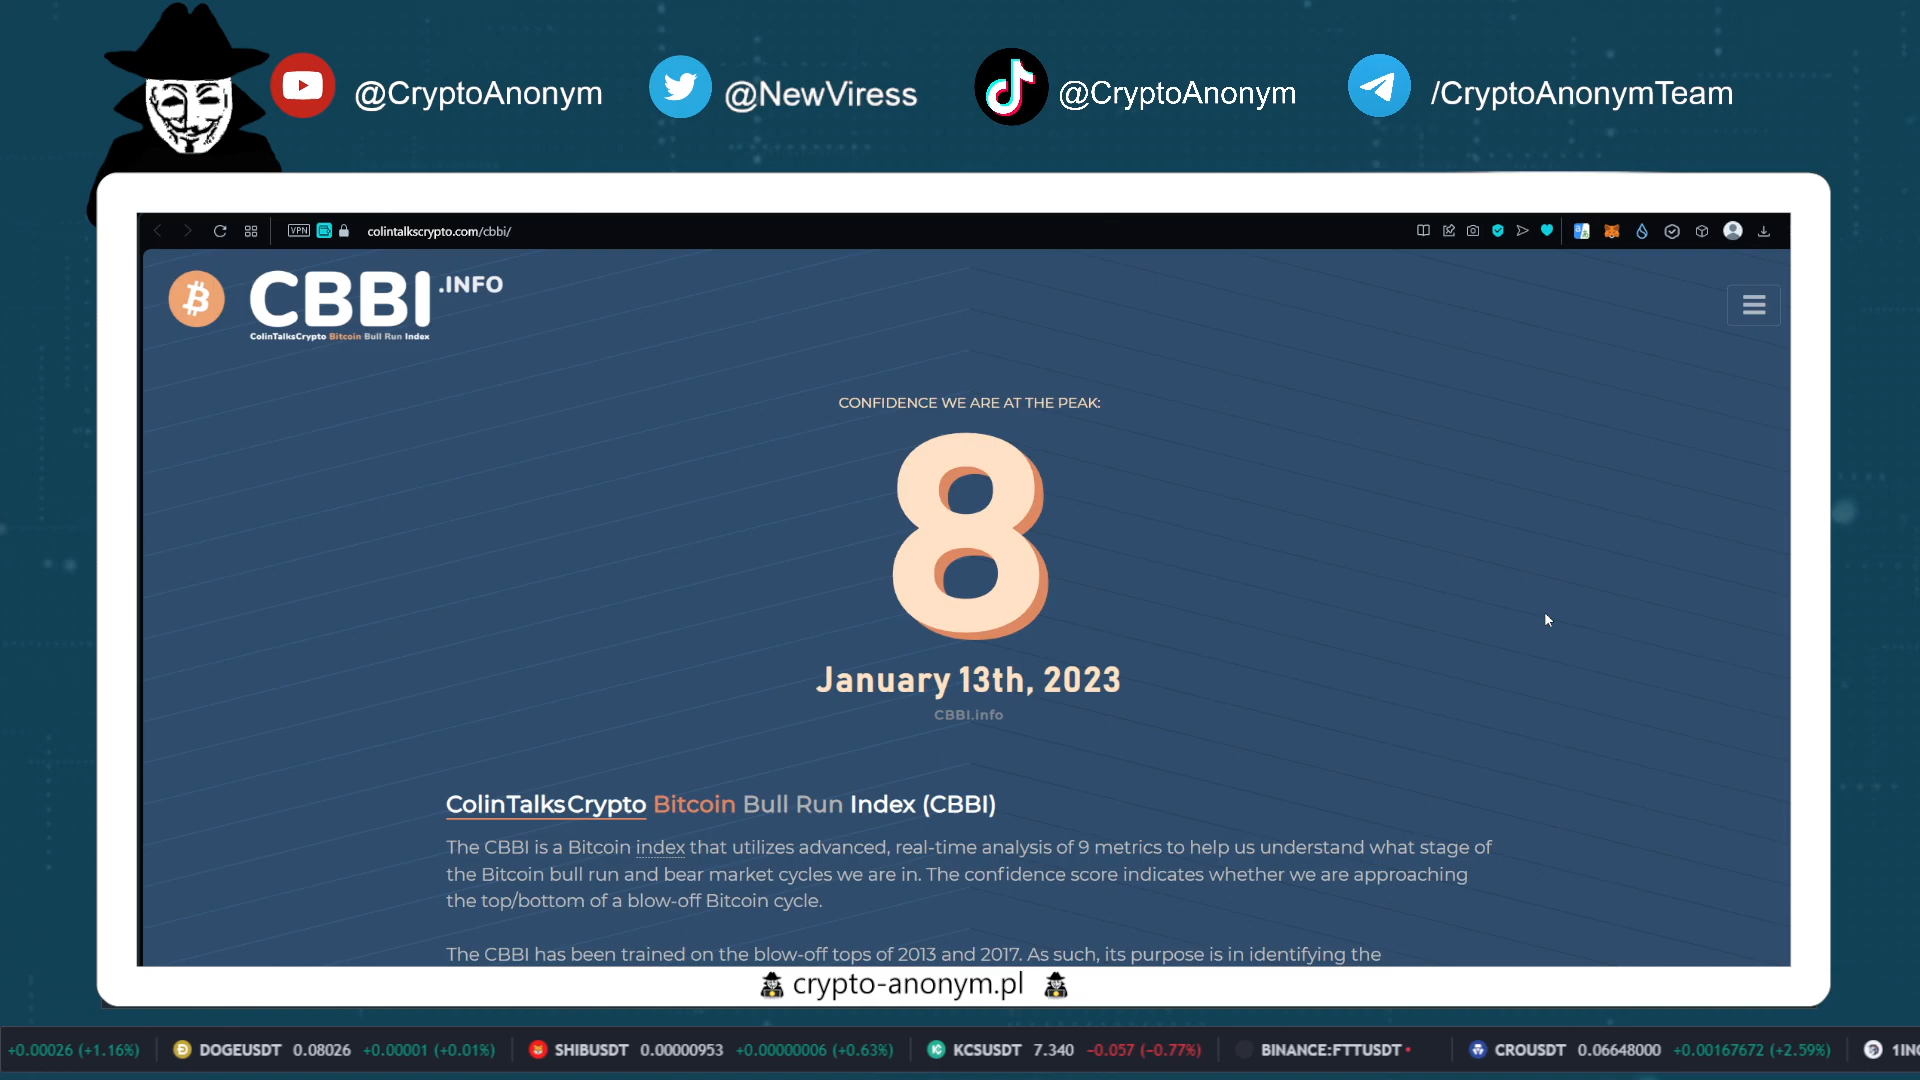 @CryptoAnonym
@NewViress
@CryptoAnonym
/CryptoAnonymTeam
VPN
colintalkscrypto.com/cbbi/
CBBI .INFO
ColinTalksCrypto Bitcoin Bull Run Index
CONFIDENCE WE ARE AT THE PEAK:
8
January 13th, 2023
CBBI.info
ColinTalksCrypto Bitcoin Bull Run Index (CBBI)
The CBBI is a Bitcoin index that utilizes advanced, real-time analysis of 9 metrics to help us understand what stage of
the Bitcoin bull run and bear market cycles we are in. The confidence score indicates whether we are approaching
the top/bottom of a blow-off Bitcoin cycle.
The CBBI has been trained on the blow-off tops of 2013 and 2017. As such, its purpose is in identifying the
crypto-anonym.pl
+0.00026 (+1.16%) DOGEUSDT 0.08026 +0.00001 (+0.01%) SHIBUSDT 0.00000953 +0.00000006 (+0.63%) KCSUSDT 7.340 −0.057 (−0.77%) BINANCE:FTTUSDT CROUSDT 0.06648000 +0.00167672 (+2.59%)